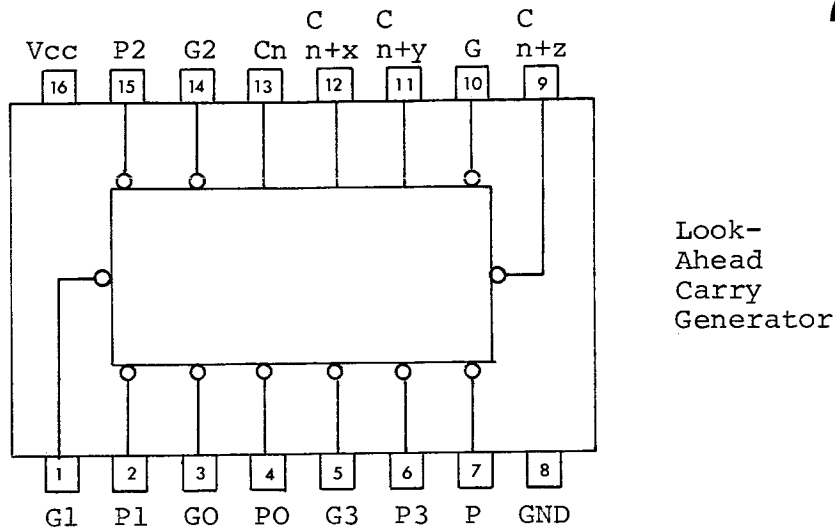 C C C
Vcc P2 G2 Cn n+x n+y G n+z
16 15 14 13 12 11 10 9
Look-
Ahead
Carry
Generator
1 2 3 4 5 6 7 8
G1 P1 G0 P0 G3 P3 P GND